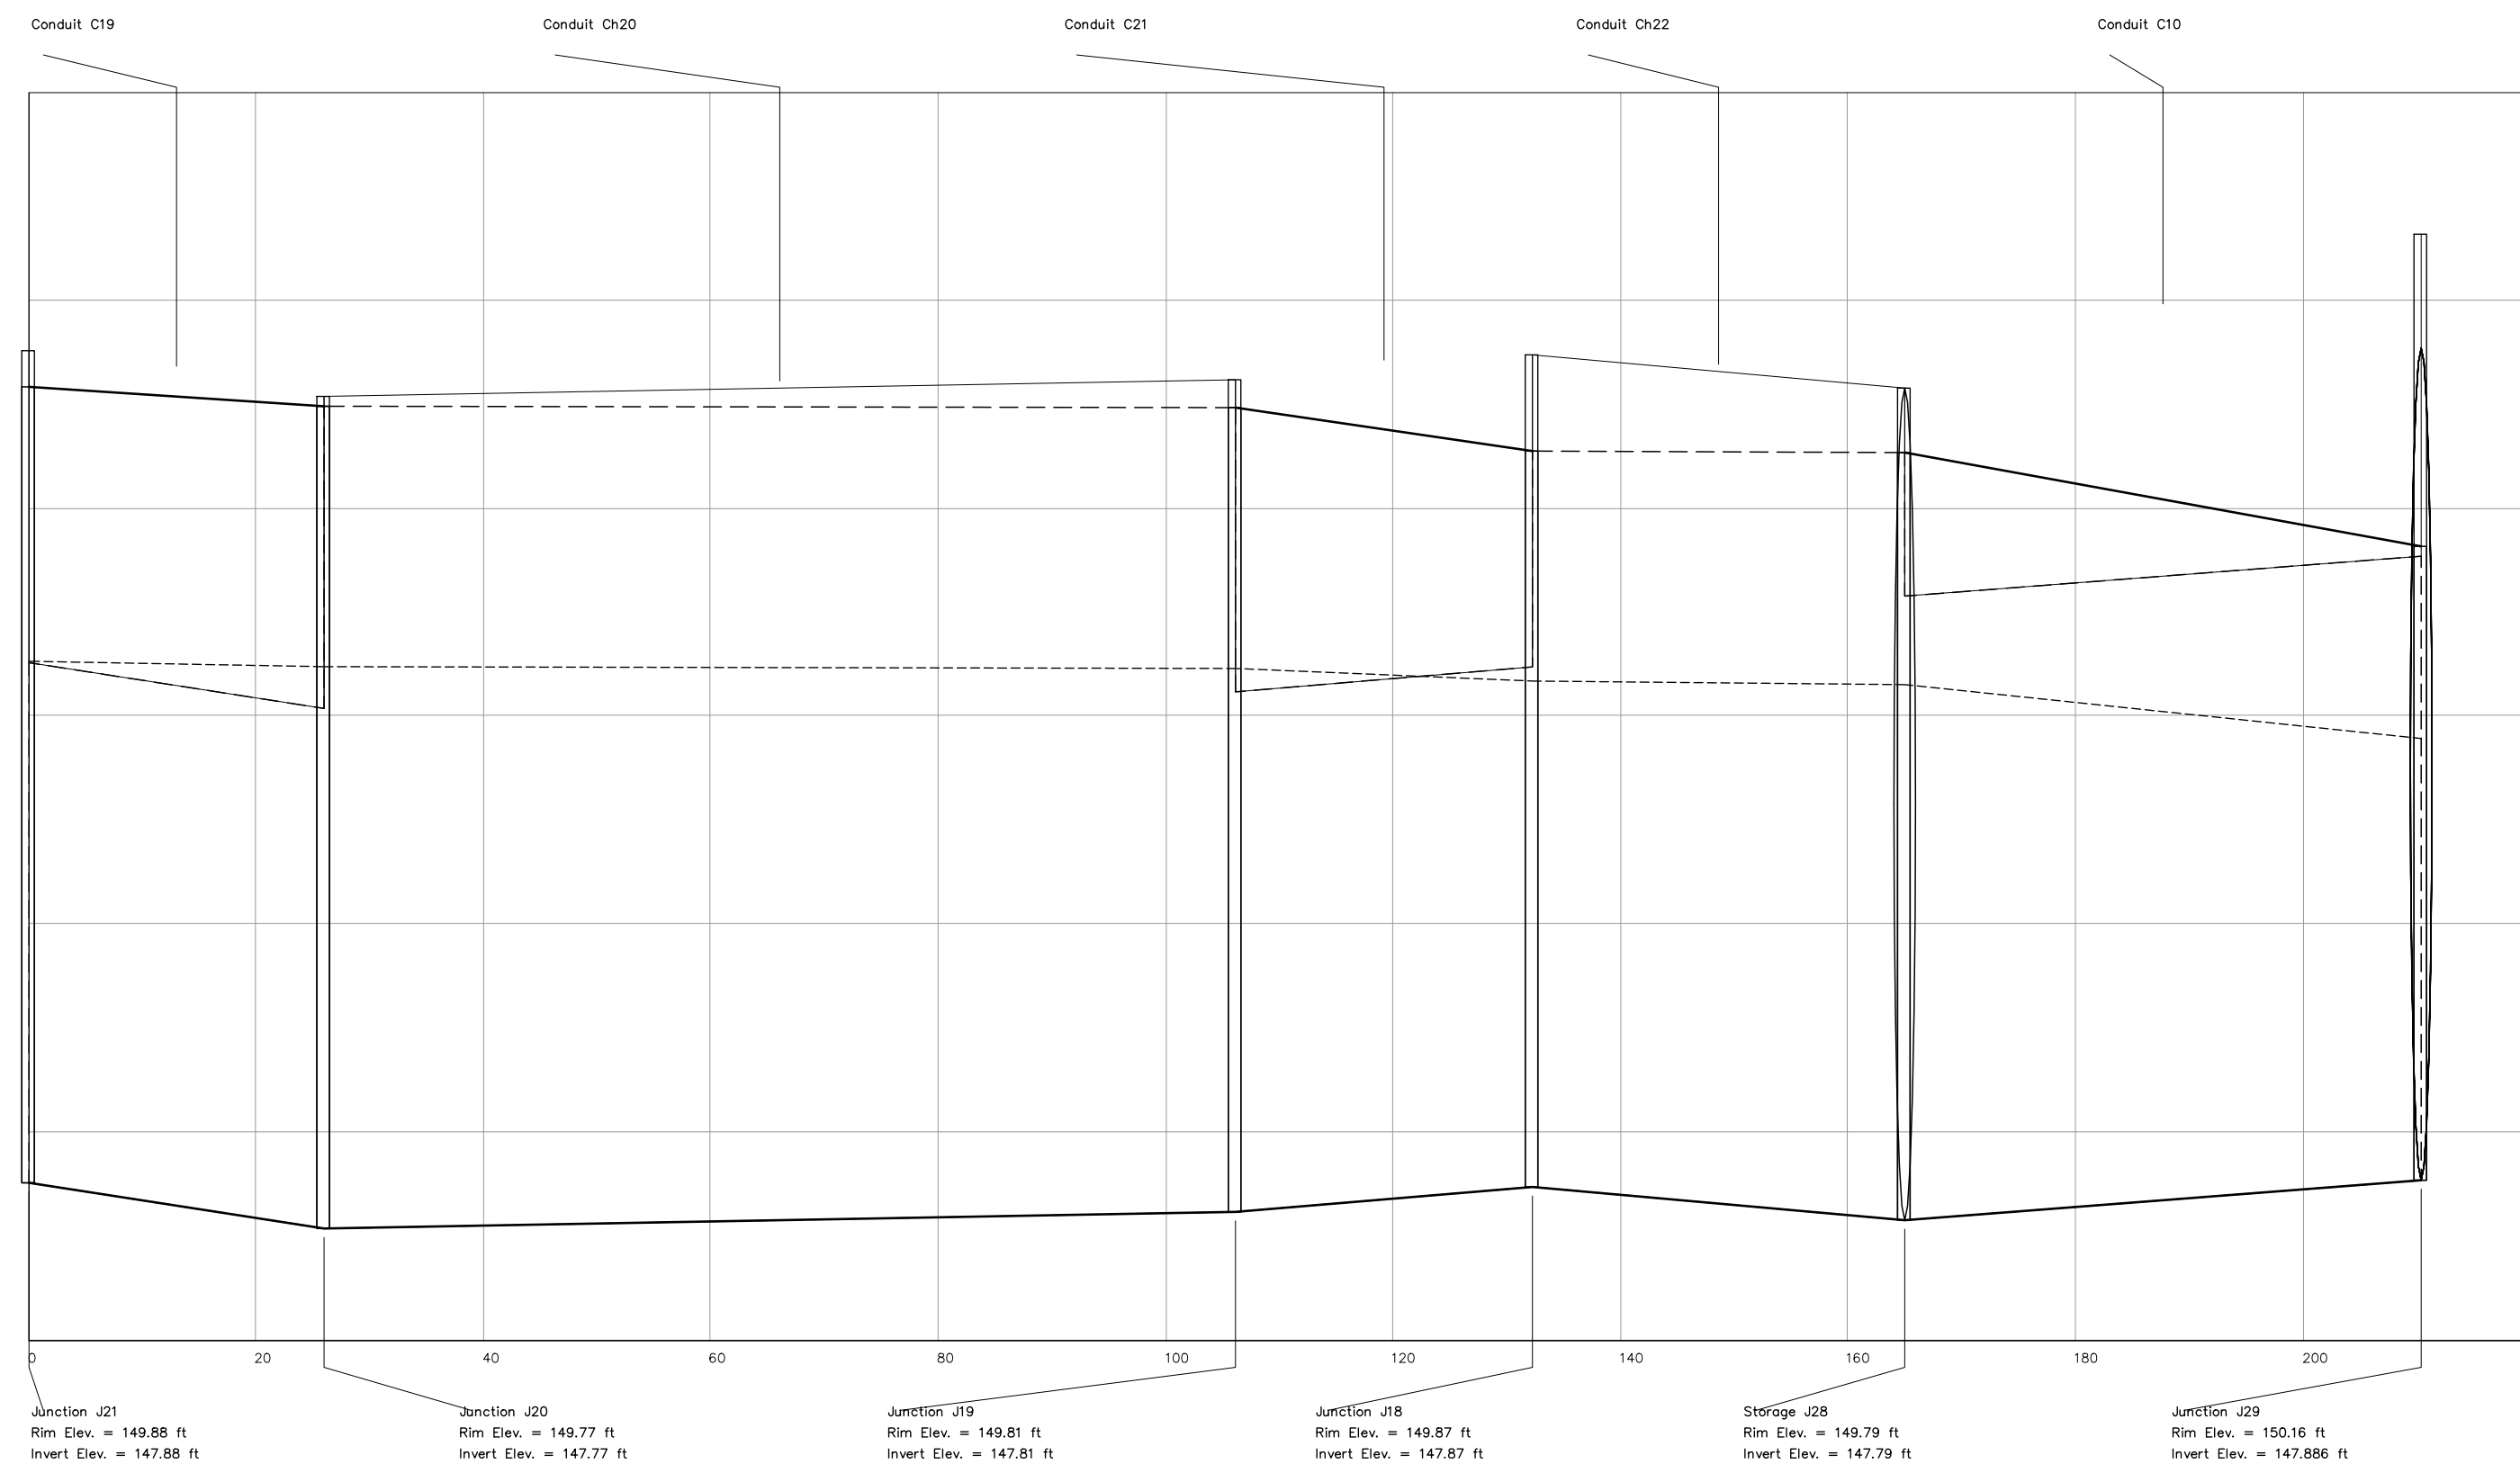 Conduit C19
Conduit Ch20
Conduit C21
Conduit Ch22
Conduit C10
0 20 40 60 80 100 120 140 160 180 200
Junction J21
Rim Elev. = 149.88 ft
Invert Elev. = 147.88 ft
Junction J20
Rim Elev. = 149.77 ft
Invert Elev. = 147.77 ft
Junction J19
Rim Elev. = 149.81 ft
Invert Elev. = 147.81 ft
Junction J18
Rim Elev. = 149.87 ft
Invert Elev. = 147.87 ft
Storage J28
Rim Elev. = 149.79 ft
Invert Elev. = 147.79 ft
Junction J29
Rim Elev. = 150.16 ft
Invert Elev. = 147.886 ft